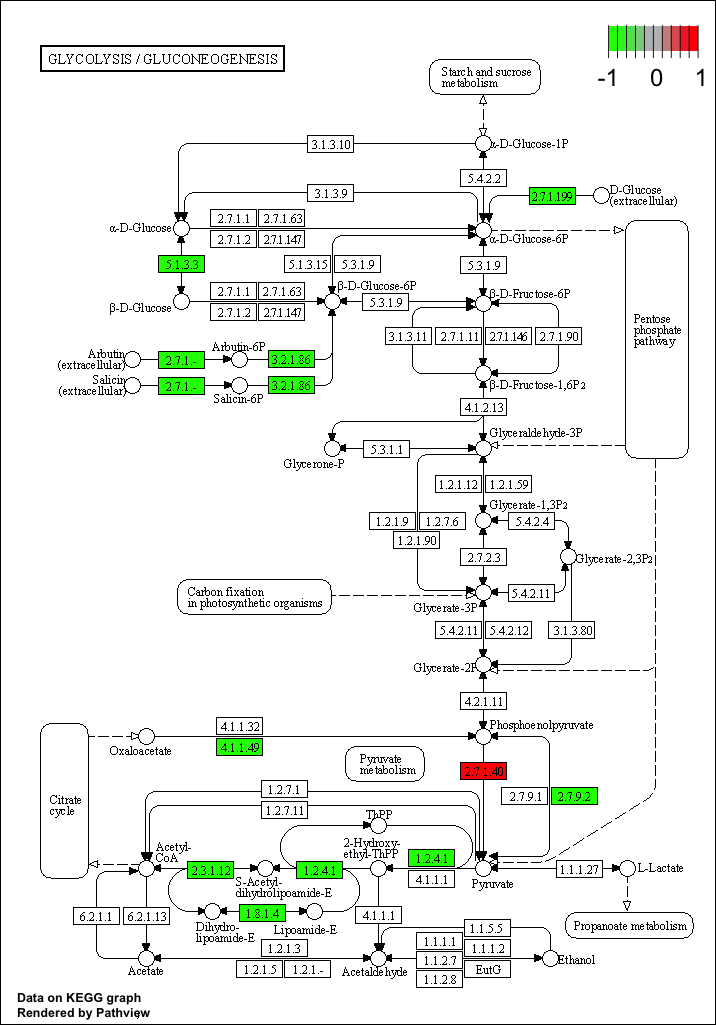 GLYCOLYSIS / GLUCONEOGENESIS
-1 0 1
Starch and sucrose
metabolism
3.1.3.10
α-D-Glucose-1P
5.4.2.2
3.1.3.9
2.7.1.199
D-Glucose
(extracellular)
α-D-Glucose
2.7.1.1 2.7.1.63
2.7.1.2 2.7.1.147
α-D-Glucose-6P
5.1.3.3
5.1.3.15 5.3.1.9
5.3.1.9
β-D-Glucose
2.7.1.1 2.7.1.63
2.7.1.2 2.7.1.147
β-D-Glucose-6P
5.3.1.9
β-D-Fructose-6P
Pentose
phosphate
pathway
3.1.3.11 2.7.1.11 2.7.1.146 2.7.1.90
Arbutin
(extracellular)
2.7.1.-
Arbutin-6P
3.2.1.86
Salicin
(extracellular)
2.7.1.-
Salicin-6P
3.2.1.86
β-D-Fructose-1,6P2
4.1.2.13
Glyceraldehyde-3P
Glycerone-P
5.3.1.1
1.2.1.12 1.2.1.59
Glycerate-1,3P2
1.2.1.9 1.2.7.6
1.2.1.90
5.4.2.4
2.7.2.3
Glycerate-2,3P2
Carbon fixation
in photosynthetic organisms
5.4.2.11
Glycerate-3P
5.4.2.11 5.4.2.12
3.1.3.80
Glycerate-2P
4.2.1.11
Phosphoenolpyruvate
4.1.1.32
Oxaloacetate
4.1.1.49
Pyruvate
metabolism
2.7.1.40
2.7.9.1 2.7.9.2
Citrate
cycle
1.2.7.1
1.2.7.11
ThPP
2-Hydroxy-
ethyl-ThPP
Acetyl-
CoA
2.3.1.12
S-Acetyl-
dihydrolipoamide-E
1.2.4.1
1.2.4.1
4.1.1.1
Pyruvate
1.1.1.27
L-Lactate
6.2.1.1 6.2.1.13
1.8.1.4
Dihydro-
lipoamide-E
Lipoamide-E
4.1.1.1
Propanoate metabolism
1.1.5.5
1.1.1.1 1.1.1.2
1.1.2.7 EutG
1.1.2.8
Ethanol
1.2.1.3
1.2.1.5 1.2.1.-
Acetate
Acetaldehyde
Data on KEGG graph
Rendered by Pathview